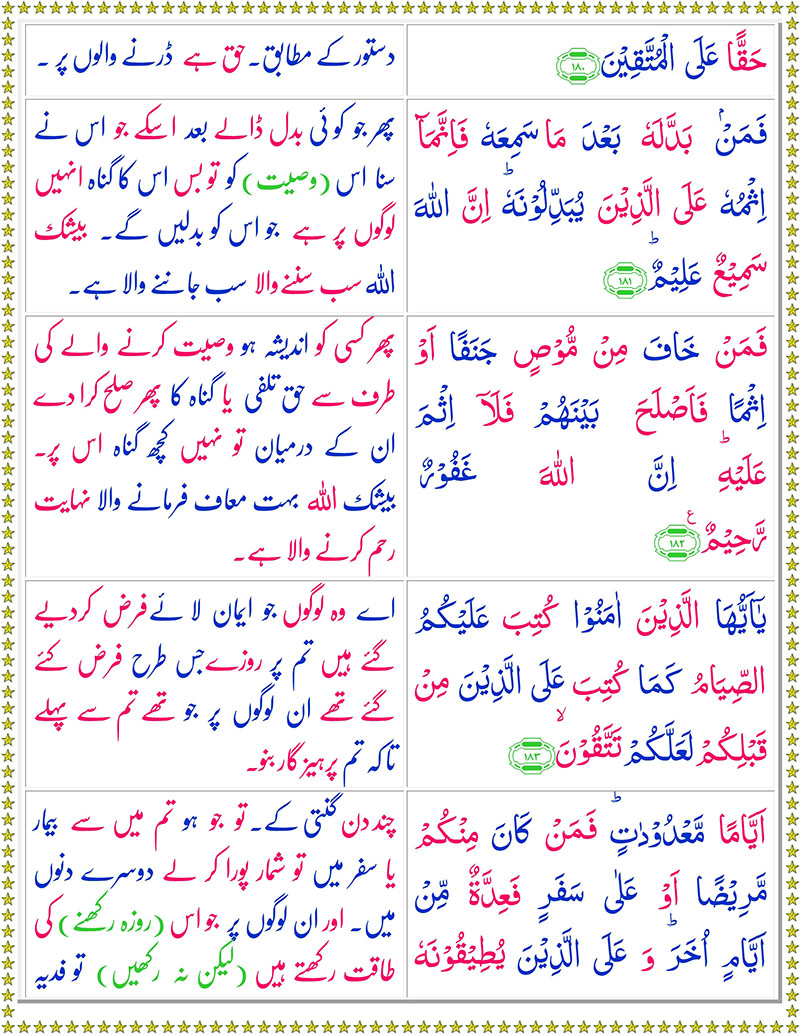 حَقًّا عَلَى الْمُتَّقِيْنَ ﴿۱۸۰﴾
دستور کے مطابق۔ حق ہے ڈرنے والوں پر ۔
فَمَنْۢ بَدَّلَهٗ بَعْدَ مَا سَمِعَهٗ فَاِنَّمَاۤ
اِثْمُهٗ عَلَى الَّذِيْنَ يُبَدِّلُوْنَهٗ ؕ اِنَّ اللّٰهَ
سَمِيْعٌ عَلِيْمٌ ؕ ﴿۱۸۱﴾
پھر جو کوئی بدل ڈالے بعد اسکے جو اس نے
سنا اس (وصیت) کو تو بس اس کا گناہ انہیں
لوگوں پر ہے جو اس کو بدلیں گے۔ بیشک
اللہ سب سننے والا سب جاننے والا ہے۔
فَمَنْ خَافَ مِنْ مُّوْصٍ جَنَفًا اَوْ
اِثْمًا فَاَصْلَحَ بَيْنَهُمْ فَلَاۤ اِثْمَ
عَلَيْهِ ؕ اِنَّ اللّٰهَ غَفُوْرٌ
رَّحِيْمٌ ع ﴿۱۸۲﴾
پھر کسی کو اندیشہ ہو وصیت کرنے والے کی
طرف سے حق تلفی یا گناہ کا پھر صلح کرا دے
ان کے درمیان تو نہیں کچھ گناہ اس پر۔
بیشک اللہ بہت معاف فرمانے والا نہایت
رحم کرنے والا ہے۔
يٰۤاَيُّهَا الَّذِيْنَ اٰمَنُوْا كُتِبَ عَلَيْكُمُ
الصِّيَامُ كَمَا كُتِبَ عَلَى الَّذِيْنَ مِنْ
قَبْلِكُمْ لَعَلَّكُمْ تَتَّقُوْنَ ۙ ﴿۱۸۳﴾
اے وہ لوگوں جو ایمان لائے فرض کردیے
گئے ہیں تم پر روزے جس طرح فرض کئے
گئے تھے ان لوگوں پر جو تھے تم سے پہلے
تاکہ تم پرہیزگار بنو۔
اَيَّامًا مَّعْدُوْدٰتٍ ؕ فَمَنْ كَانَ مِنْكُمْ
مَّرِيْضًا اَوْ عَلٰى سَفَرٍ فَعِدَّةٌ مِّنْ
اَيَّامٍ اُخَرَ ؕ وَ عَلَى الَّذِيْنَ يُطِيْقُوْنَهٗ
چند دن گنتی کے۔ تو جو ہو تم میں سے بیمار
یا سفر میں تو شمار پورا کر لے دوسرے دنوں
میں۔ اور ان لوگوں پر جو اس (روزہ رکھنے) کی
طاقت رکھتے ہیں (لیکن نہ رکھیں) تو فدیہ